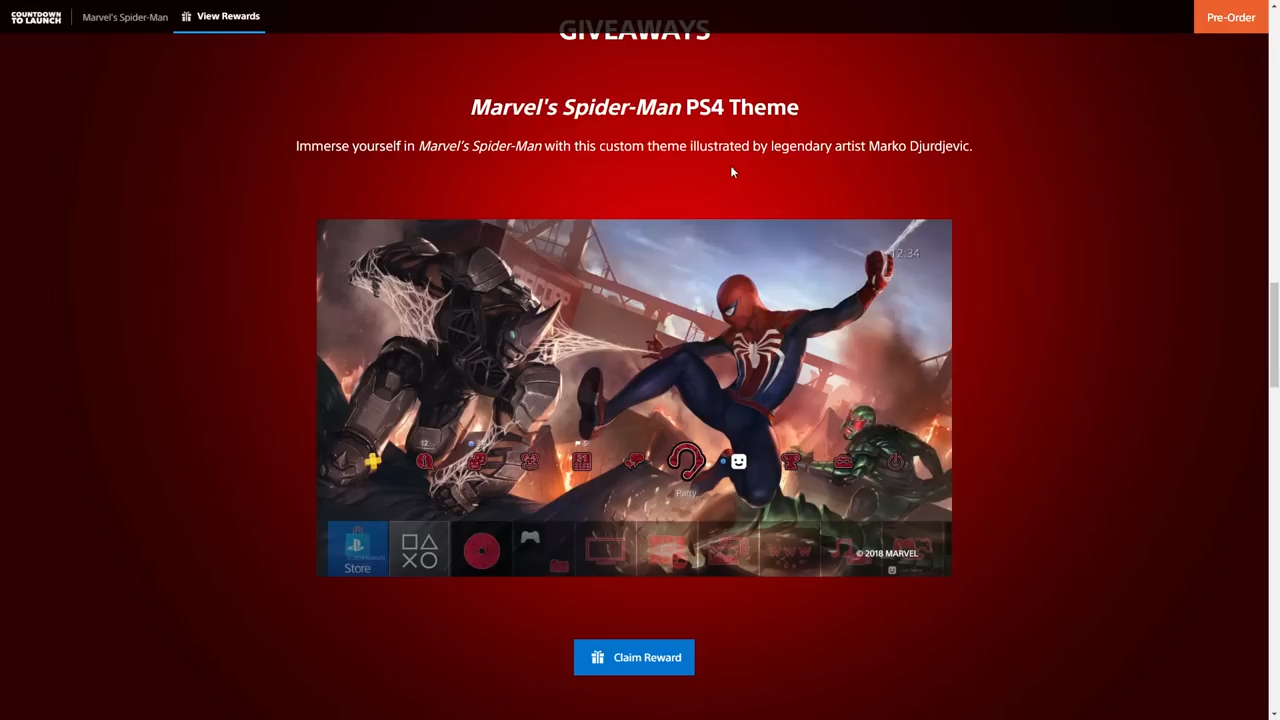 COUNTDOWN
TO LAUNCH
Marvel's Spider-Man
View Rewards
Pre-Order
GIVEAWAYS
Marvel's Spider-Man PS4 Theme
Immerse yourself in Marvel's Spider-Man with this custom theme illustrated by legendary artist Marko Djurdjevic.
12:34
12
Party
© 2018 MARVEL
Store
Claim Reward